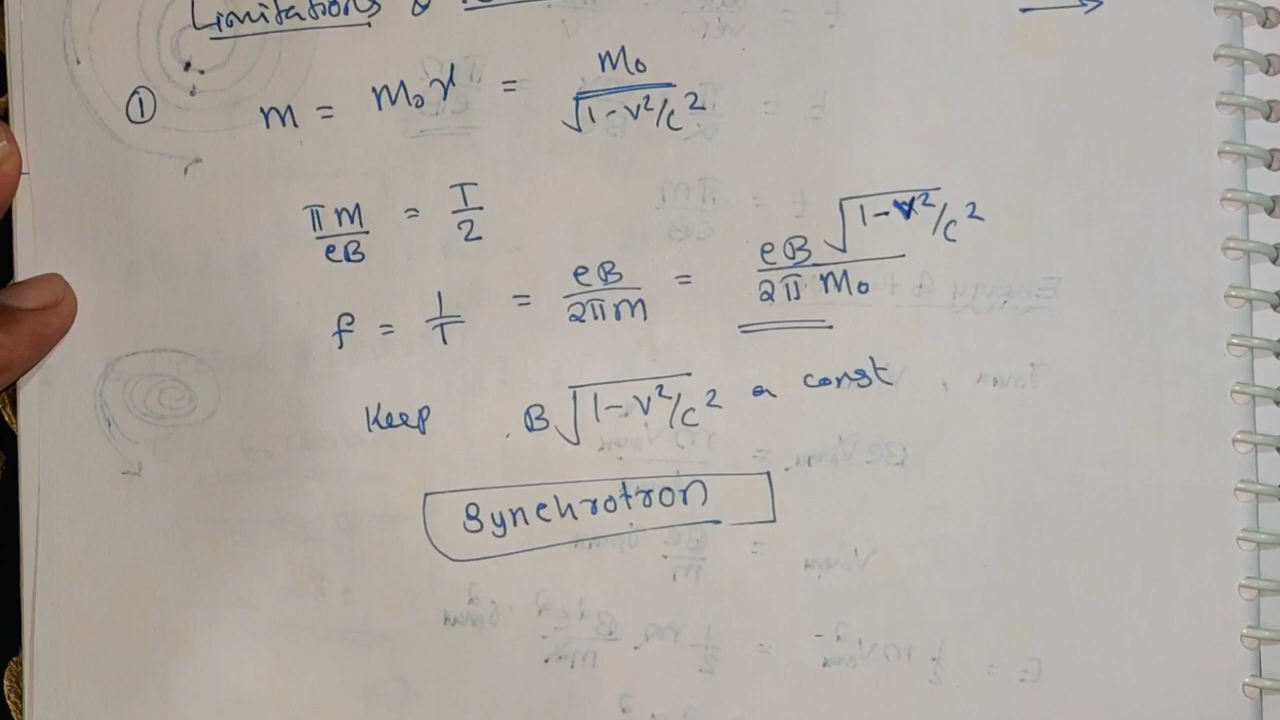 Limitations &
① m = m₀γ = m₀ / √1-v²/c²
πm/eB = T/2
f = 1/T = eB/2πm = eB √1-v²/c² / 2π m₀
Keep B √1-v²/c² a const
Synchrotron